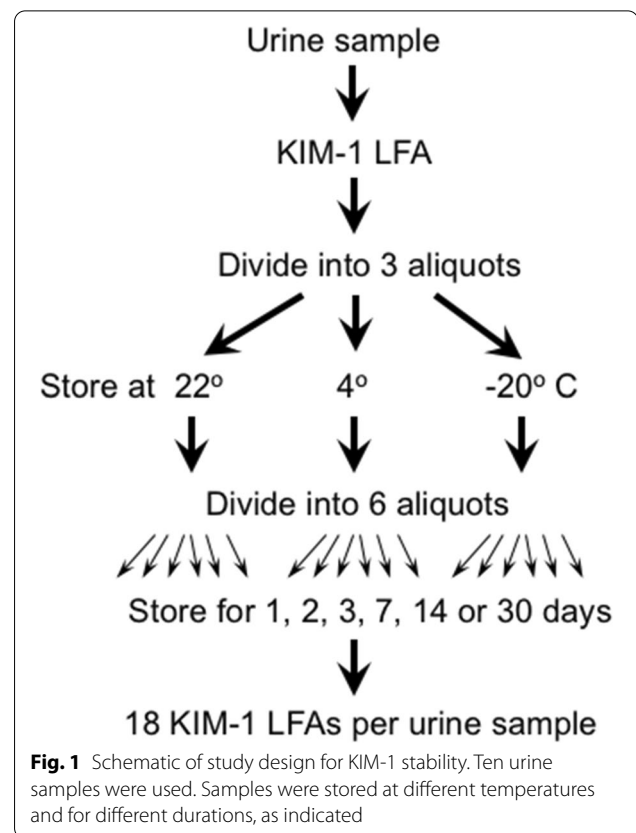 Urine sample
KIM-1 LFA
Divide into 3 aliquots
Store at 22º 4º -20º C
Divide into 6 aliquots
Store for 1, 2, 3, 7, 14 or 30 days
18 KIM-1 LFAs per urine sample
Fig. 1 Schematic of study design for KIM-1 stability. Ten urine
samples were used. Samples were stored at different temperatures
and for different durations, as indicated